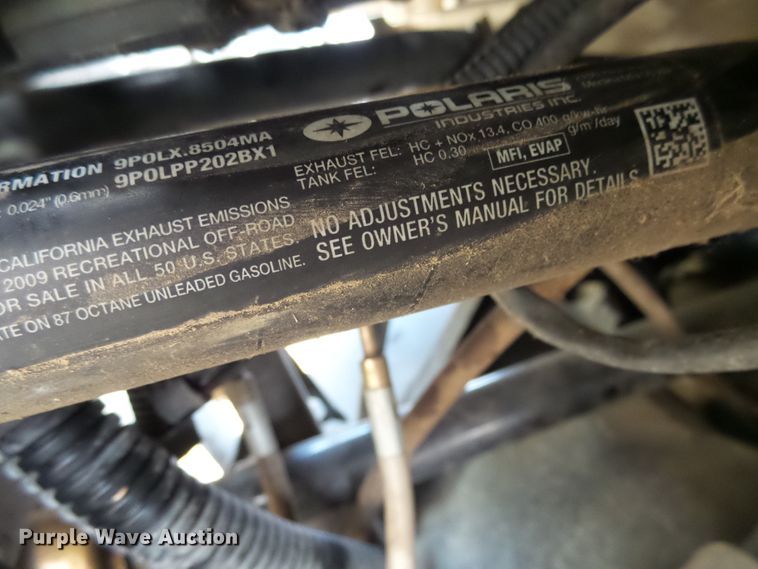 POLARIS
INDUSTRIES INC.
RMATION 9POLX.8504MA
9POLPP202BX1
0.024" (0.6mm)
EXHAUST FEL: HC + NOX 13.4, CO 400 g/kw-hr
TANK FEL: HC 0.30 g/m²/day
MFI, EVAP
CALIFORNIA EXHAUST EMISSIONS
2009 RECREATIONAL OFF-ROAD
OR SALE IN ALL 50 U.S. STATES.
ATE ON 87 OCTANE UNLEADED GASOLINE.
NO ADJUSTMENTS NECESSARY.
SEE OWNER'S MANUAL FOR DETAILS
Purple Wave Auction